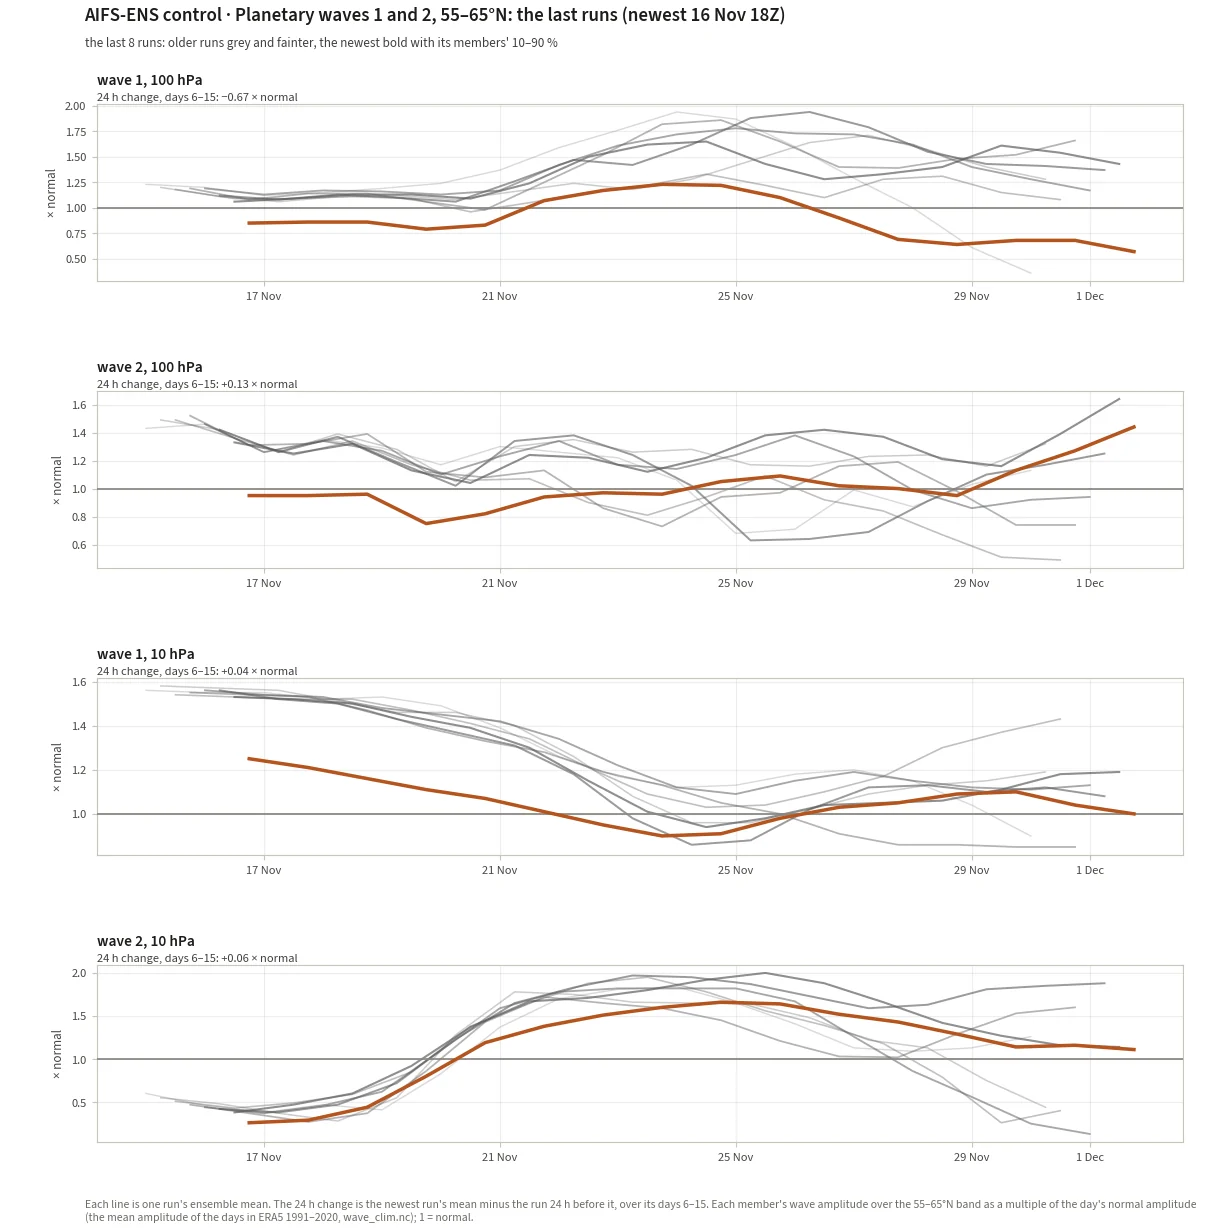 AIFS-ENS control · Planetary waves 1 and 2, 55–65°N: the last runs (newest 16 Nov 18Z)
the last 8 runs: older runs grey and fainter, the newest bold with its members' 10–90 %
wave 1, 100 hPa
24 h change, days 6–15: −0.67 × normal
2.00
1.75
1.50
1.25
1.00
0.75
0.50
× normal
17 Nov
21 Nov
25 Nov
29 Nov
1 Dec
wave 2, 100 hPa
24 h change, days 6–15: +0.13 × normal
1.6
1.4
1.2
1.0
0.8
0.6
× normal
17 Nov
21 Nov
25 Nov
29 Nov
1 Dec
wave 1, 10 hPa
24 h change, days 6–15: +0.04 × normal
1.6
1.4
1.2
1.0
× normal
17 Nov
21 Nov
25 Nov
29 Nov
1 Dec
wave 2, 10 hPa
24 h change, days 6–15: +0.06 × normal
2.0
1.5
1.0
0.5
× normal
17 Nov
21 Nov
25 Nov
29 Nov
1 Dec
Each line is one run's ensemble mean. The 24 h change is the newest run's mean minus the run 24 h before it, over its days 6–15. Each member's wave amplitude over the 55–65°N band as a multiple of the day's normal amplitude
(the mean amplitude of the days in ERA5 1991–2020, wave_clim.nc); 1 = normal.